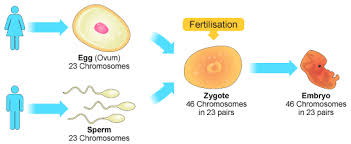 Egg (Ovum)
23 Chromosomes
Sperm
23 Chromosomes
Fertilisation
Zygote
46 Chromosomes
in 23 pairs
Embryo
46 Chromosomes
in 23 pairs